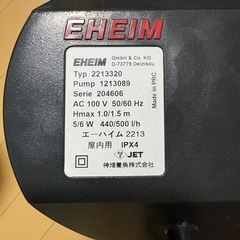 EHEIM
EHEIM
GmbH & Co. KG
D-73779 Deizisau
Typ 2213320
Pump 1213089
Serie 204606
Made in PRC
AC 100 V 50/60 Hz
Hmax 1.0/1.5 m
5/6 W 440/500 l/h
エーハイム 2213
屋内用 IPX4
JET
神畑養魚株式会社